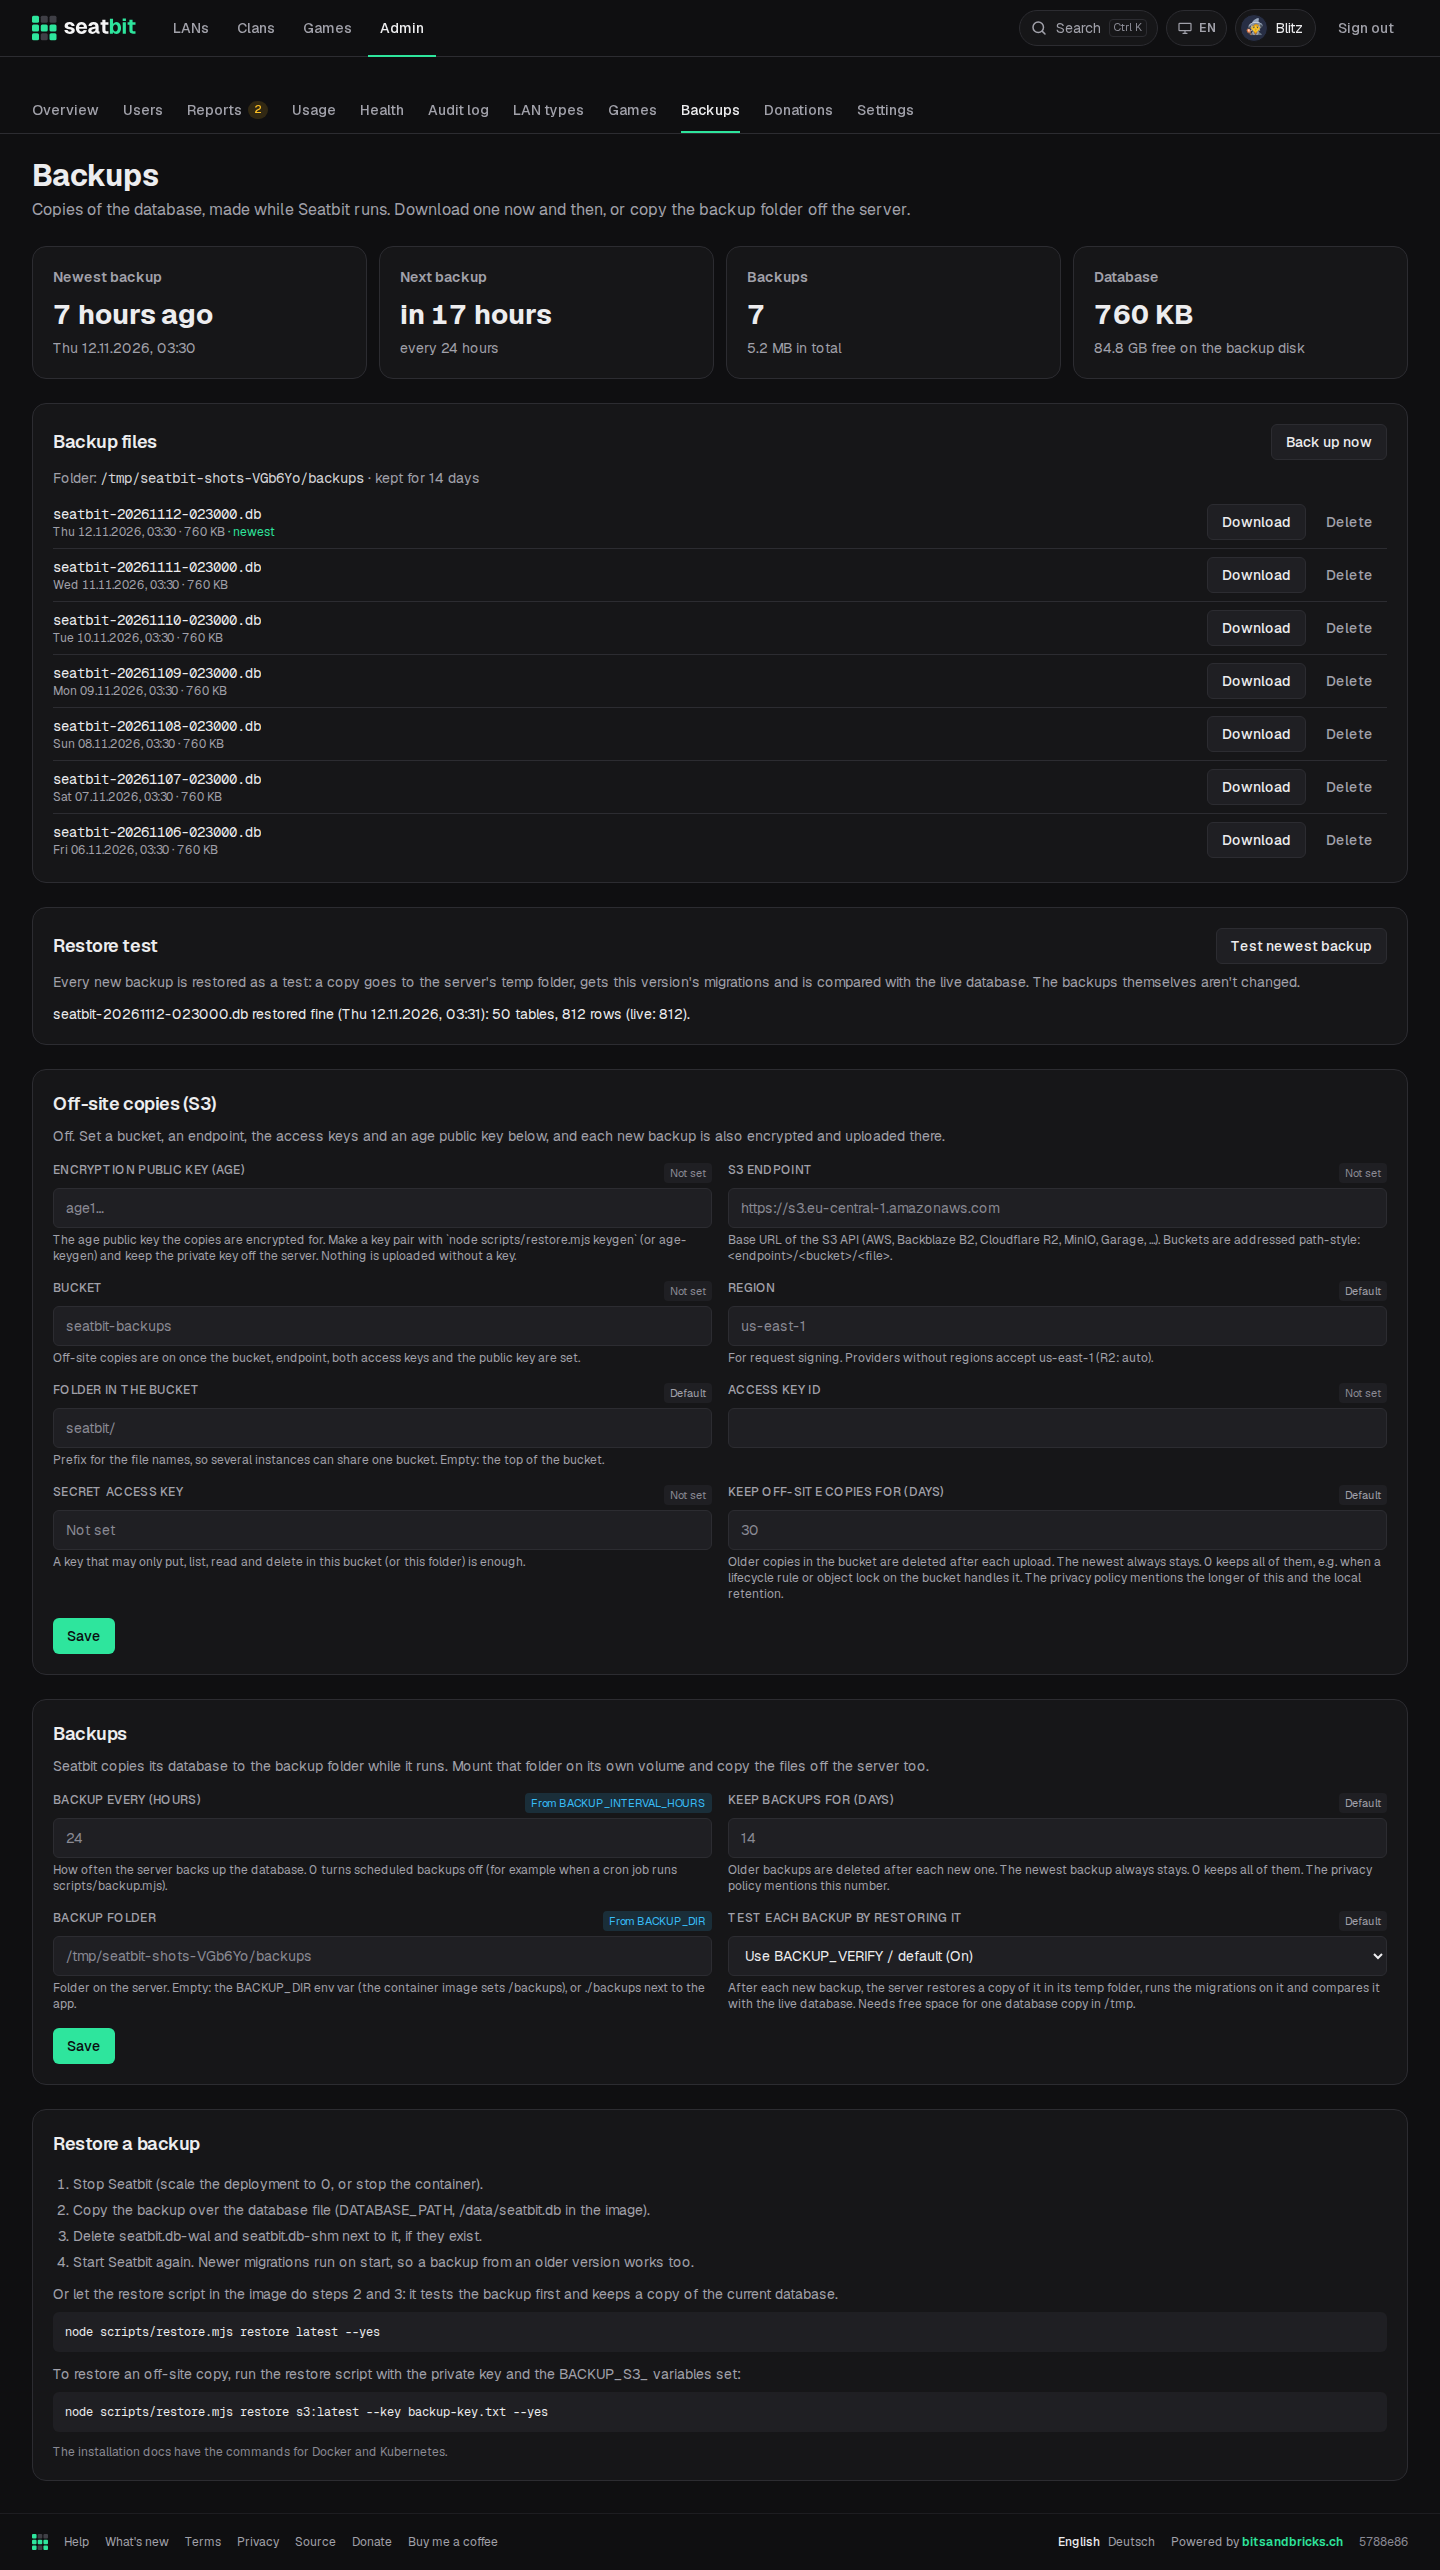 seatbit LANs Clans Games Admin Search Ctrl K EN Blitz Sign out
Overview Users Reports 2 Usage Health Audit log LAN types Games Backups Donations Settings
Backups
Copies of the database, made while Seatbit runs. Download one now and then, or copy the backup folder off the server.
Newest backup
7 hours ago
Thu 12.11.2026, 03:30
Next backup
in 17 hours
every 24 hours
Backups
7
5.2 MB in total
Database
760 KB
84.8 GB free on the backup disk
Backup files
Back up now
Folder: /tmp/seatbit-shots-VGb6Yo/backups · kept for 14 days
seatbit-20261112-023000.db
Thu 12.11.2026, 03:30 · 760 KB · newest
Download Delete
seatbit-20261111-023000.db
Wed 11.11.2026, 03:30 · 760 KB
Download Delete
seatbit-20261110-023000.db
Tue 10.11.2026, 03:30 · 760 KB
Download Delete
seatbit-20261109-023000.db
Mon 09.11.2026, 03:30 · 760 KB
Download Delete
seatbit-20261108-023000.db
Sun 08.11.2026, 03:30 · 760 KB
Download Delete
seatbit-20261107-023000.db
Sat 07.11.2026, 03:30 · 760 KB
Download Delete
seatbit-20261106-023000.db
Fri 06.11.2026, 03:30 · 760 KB
Download Delete
Restore test
Test newest backup
Every new backup is restored as a test: a copy goes to the server's temp folder, gets this version's migrations and is compared with the live database. The backups themselves aren't changed.
seatbit-20261112-023000.db restored fine (Thu 12.11.2026, 03:31): 50 tables, 812 rows (live: 812).
Off-site copies (S3)
Off. Set a bucket, an endpoint, the access keys and an age public key below, and each new backup is also encrypted and uploaded there.
ENCRYPTION PUBLIC KEY (AGE) Not set
age1…
The age public key the copies are encrypted for. Make a key pair with `node scripts/restore.mjs keygen` (or age-
keygen) and keep the private key off the server. Nothing is uploaded without a key.
S3 ENDPOINT Not set
https://s3.eu-central-1.amazonaws.com
Base URL of the S3 API (AWS, Backblaze B2, Cloudflare R2, MinIO, Garage, …). Buckets are addressed path-style:
<endpoint>/<bucket>/<file>.
BUCKET Not set
seatbit-backups
Off-site copies are on once the bucket, endpoint, both access keys and the public key are set.
REGION Default
us-east-1
For request signing. Providers without regions accept us-east-1 (R2: auto).
FOLDER IN THE BUCKET Default
seatbit/
Prefix for the file names, so several instances can share one bucket. Empty: the top of the bucket.
ACCESS KEY ID Not set
SECRET ACCESS KEY Not set
Not set
A key that may only put, list, read and delete in this bucket (or this folder) is enough.
KEEP OFF-SITE COPIES FOR (DAYS) Default
30
Older copies in the bucket are deleted after each upload. The newest always stays. 0 keeps all of them, e.g. when a
lifecycle rule or object lock on the bucket handles it. The privacy policy mentions the longer of this and the local
retention.
Save
Backups
Seatbit copies its database to the backup folder while it runs. Mount that folder on its own volume and copy the files off the server too.
BACKUP EVERY (HOURS) From BACKUP_INTERVAL_HOURS
24
How often the server backs up the database. 0 turns scheduled backups off (for example when a cron job runs
scripts/backup.mjs).
KEEP BACKUPS FOR (DAYS) Default
14
Older backups are deleted after each new one. The newest backup always stays. 0 keeps all of them. The privacy
policy mentions this number.
BACKUP FOLDER From BACKUP_DIR
/tmp/seatbit-shots-VGb6Yo/backups
Folder on the server. Empty: the BACKUP_DIR env var (the container image sets /backups), or ./backups next to the
app.
TEST EACH BACKUP BY RESTORING IT Default
Use BACKUP_VERIFY / default (On)
After each new backup, the server restores a copy of it in its temp folder, runs the migrations on it and compares it
with the live database. Needs free space for one database copy in /tmp.
Save
Restore a backup
1. Stop Seatbit (scale the deployment to 0, or stop the container).
2. Copy the backup over the database file (DATABASE_PATH, /data/seatbit.db in the image).
3. Delete seatbit.db-wal and seatbit.db-shm next to it, if they exist.
4. Start Seatbit again. Newer migrations run on start, so a backup from an older version works too.
Or let the restore script in the image do steps 2 and 3: it tests the backup first and keeps a copy of the current database.
node scripts/restore.mjs restore latest --yes
To restore an off-site copy, run the restore script with the private key and the BACKUP_S3_ variables set:
node scripts/restore.mjs restore s3:latest --key backup-key.txt --yes
The installation docs have the commands for Docker and Kubernetes.
Help What's new Terms Privacy Source Donate Buy me a coffee English Deutsch Powered by bitsandbricks.ch 5788e86